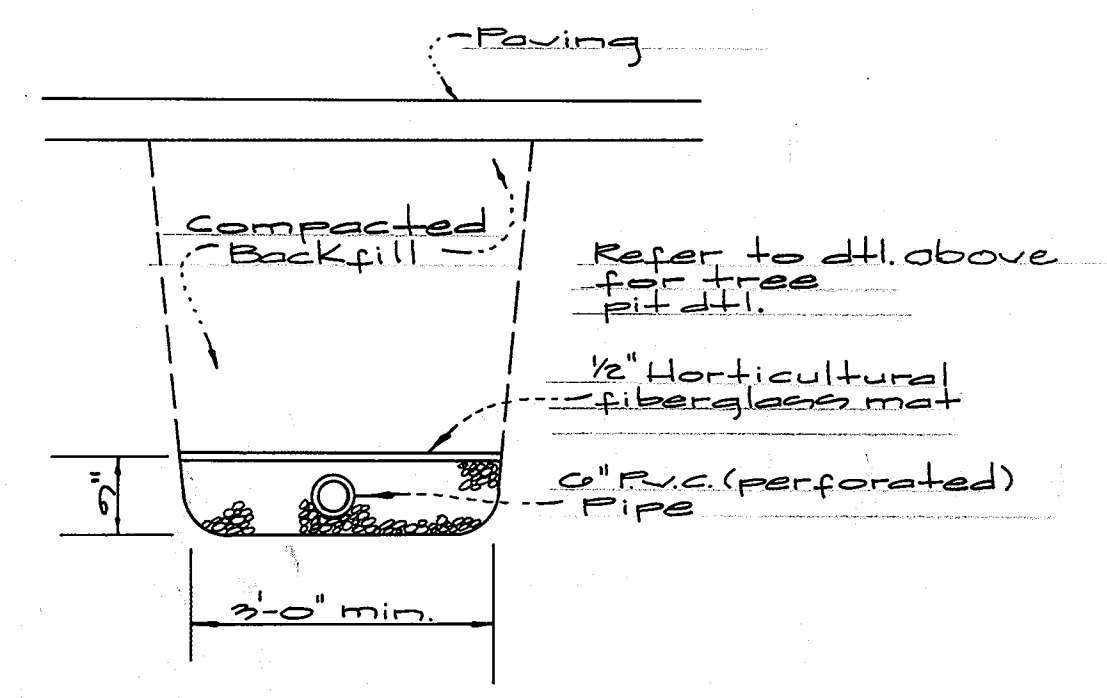 Paving
Compacted
Backfill
Refer to dtl. above
for tree
pit dtl.
1/2" Horticultural
fiberglass mat
6" P.v.c. (perforated)
Pipe
9"
3'-0" min.